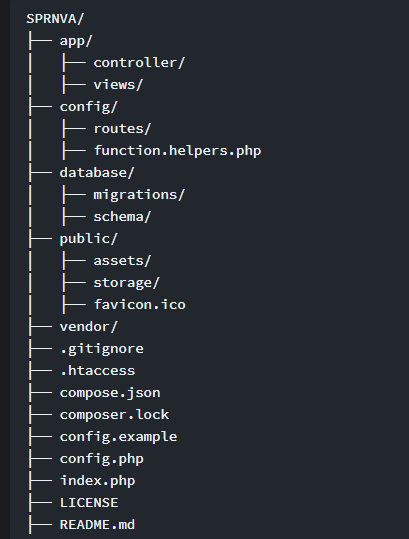 SPRNVA/
├── app/
│   ├── controller/
│   ├── views/
├── config/
│   ├── routes/
│   ├── function.helpers.php
├── database/
│   ├── migrations/
│   ├── schema/
├── public/
│   ├── assets/
│   ├── storage/
│   ├── favicon.ico
├── vendor/
├── .gitignore
├── .htaccess
├── compose.json
├── composer.lock
├── config.example
├── config.php
├── index.php
├── LICENSE
├── README.md